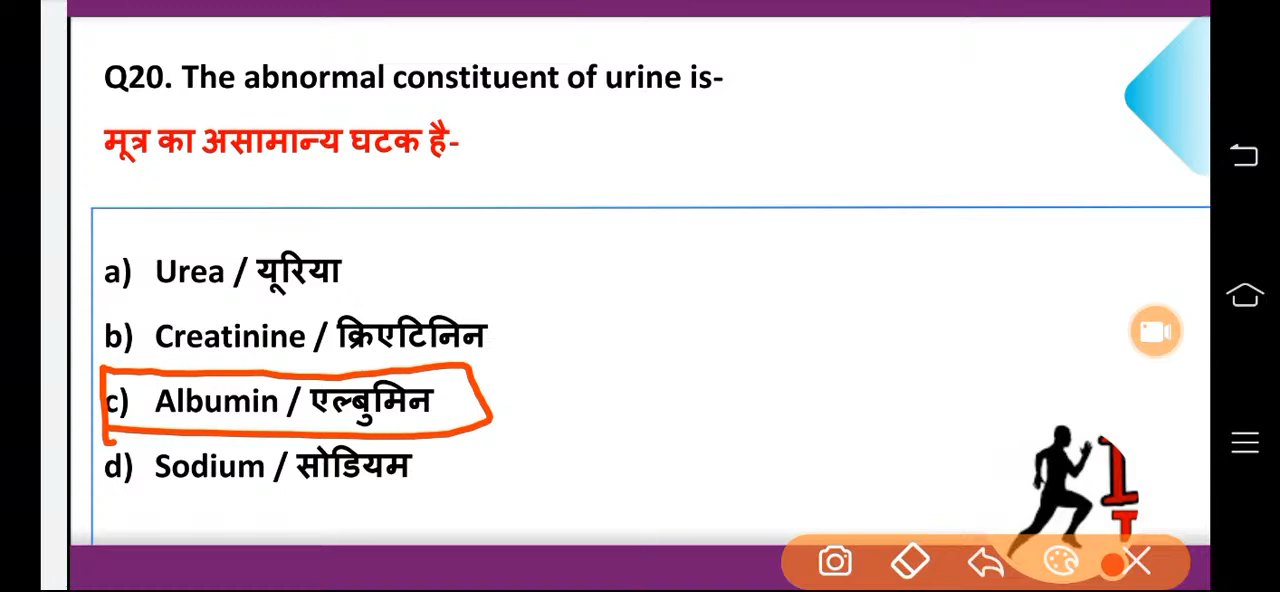 Q20. The abnormal constituent of urine is-
मूत्र का असामान्य घटक है-
a) Urea / यूरिया
b) Creatinine / क्रिएटिनिन
c) Albumin / एल्बुमिन
d) Sodium / सोडियम